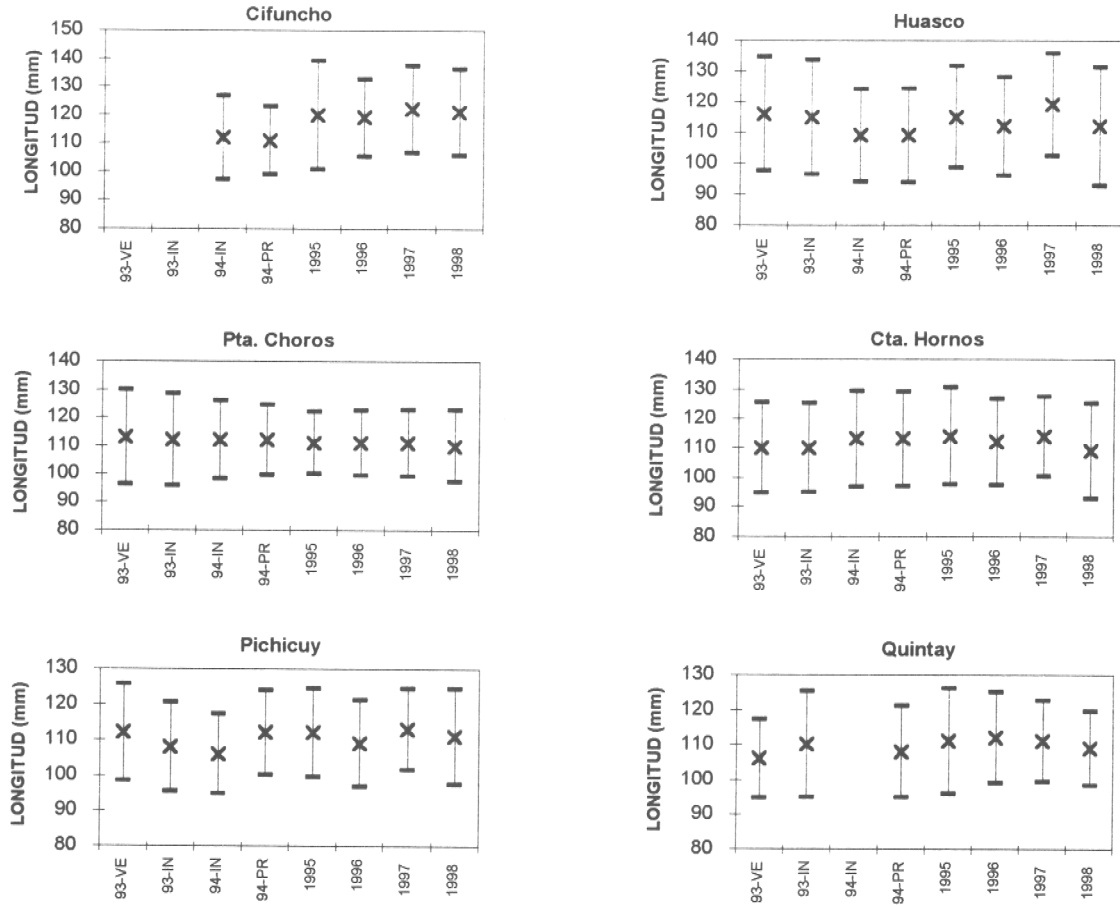 Cifuncho
LONGITUD (mm)
150
140
130
120
110
100
90
80
93-VE
93-IN
94-IN
94-PR
1995
1996
1997
1998
Huasco
LONGITUD (mm)
140
130
120
110
100
90
80
93-VE
93-IN
94-IN
94-PR
1995
1996
1997
1998
Pta. Choros
LONGITUD (mm)
140
130
120
110
100
90
80
93-VE
93-IN
94-IN
94-PR
1995
1996
1997
1998
Cta. Hornos
LONGITUD (mm)
140
130
120
110
100
90
80
93-VE
93-IN
94-IN
94-PR
1995
1996
1997
1998
Pichicuy
LONGITUD (mm)
130
120
110
100
90
80
93-VE
93-IN
94-IN
94-PR
1995
1996
1997
1998
Quintay
LONGITUD (mm)
130
120
110
100
90
80
93-VE
93-IN
94-IN
94-PR
1995
1996
1997
1998